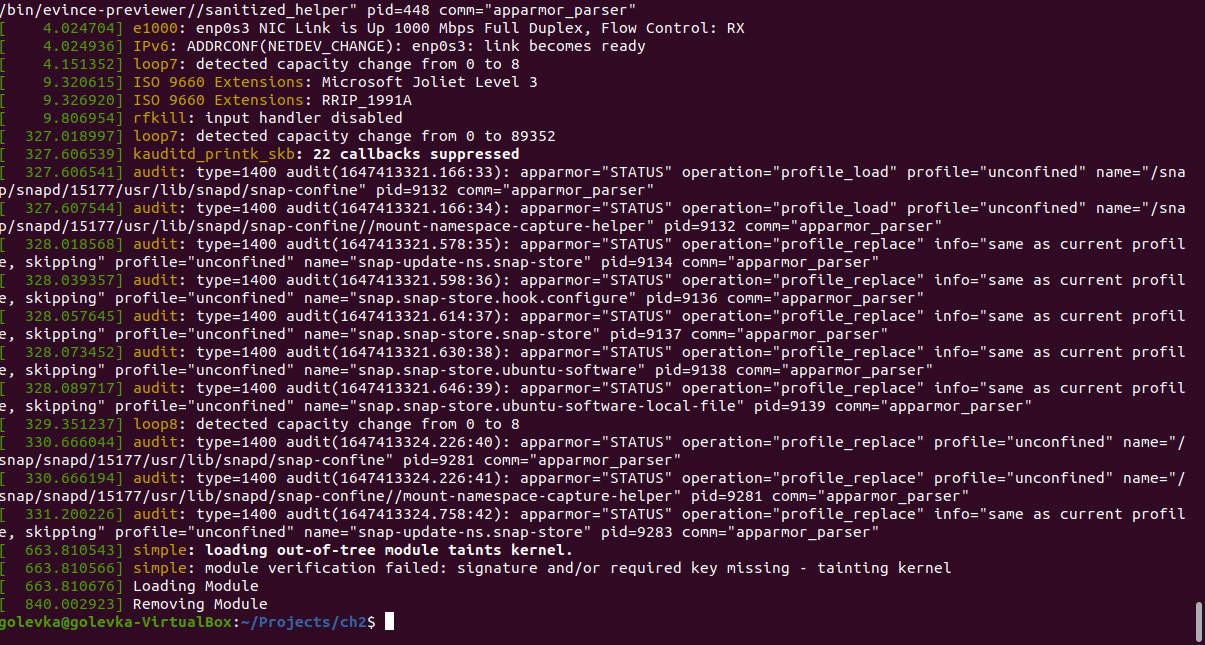 /bin/evince-previewer//sanitized_helper" pid=448 comm="apparmor_parser"
[    4.024704] e1000: enp0s3 NIC Link is Up 1000 Mbps Full Duplex, Flow Control: RX
[    4.024936] IPv6: ADDRCONF(NETDEV_CHANGE): enp0s3: link becomes ready
[    4.151352] loop7: detected capacity change from 0 to 8
[    9.320615] ISO 9660 Extensions: Microsoft Joliet Level 3
[    9.326920] ISO 9660 Extensions: RRIP_1991A
[    9.806954] rfkill: input handler disabled
[  327.018997] loop7: detected capacity change from 0 to 89352
[  327.606539] kauditd_printk_skb: 22 callbacks suppressed
[  327.606541] audit: type=1400 audit(1647413321.166:33): apparmor="STATUS" operation="profile_load" profile="unconfined" name="/sna
p/snapd/15177/usr/lib/snapd/snap-confine" pid=9132 comm="apparmor_parser"
[  327.607544] audit: type=1400 audit(1647413321.166:34): apparmor="STATUS" operation="profile_load" profile="unconfined" name="/sna
p/snapd/15177/usr/lib/snapd/snap-confine//mount-namespace-capture-helper" pid=9132 comm="apparmor_parser"
[  328.018568] audit: type=1400 audit(1647413321.578:35): apparmor="STATUS" operation="profile_replace" info="same as current profil
e, skipping" profile="unconfined" name="snap-update-ns.snap-store" pid=9134 comm="apparmor_parser"
[  328.039357] audit: type=1400 audit(1647413321.598:36): apparmor="STATUS" operation="profile_replace" info="same as current profil
e, skipping" profile="unconfined" name="snap.snap-store.hook.configure" pid=9136 comm="apparmor_parser"
[  328.057645] audit: type=1400 audit(1647413321.614:37): apparmor="STATUS" operation="profile_replace" info="same as current profil
e, skipping" profile="unconfined" name="snap.snap-store.snap-store" pid=9137 comm="apparmor_parser"
[  328.073452] audit: type=1400 audit(1647413321.630:38): apparmor="STATUS" operation="profile_replace" info="same as current profil
e, skipping" profile="unconfined" name="snap.snap-store.ubuntu-software" pid=9138 comm="apparmor_parser"
[  328.089717] audit: type=1400 audit(1647413321.646:39): apparmor="STATUS" operation="profile_replace" info="same as current profil
e, skipping" profile="unconfined" name="snap.snap-store.ubuntu-software-local-file" pid=9139 comm="apparmor_parser"
[  329.351237] loop8: detected capacity change from 0 to 8
[  330.666044] audit: type=1400 audit(1647413324.226:40): apparmor="STATUS" operation="profile_replace" profile="unconfined" name="/
snap/snapd/15177/usr/lib/snapd/snap-confine" pid=9281 comm="apparmor_parser"
[  330.666194] audit: type=1400 audit(1647413324.226:41): apparmor="STATUS" operation="profile_replace" profile="unconfined" name="/
snap/snapd/15177/usr/lib/snapd/snap-confine//mount-namespace-capture-helper" pid=9281 comm="apparmor_parser"
[  331.200226] audit: type=1400 audit(1647413324.758:42): apparmor="STATUS" operation="profile_replace" info="same as current profil
e, skipping" profile="unconfined" name="snap-update-ns.snap-store" pid=9283 comm="apparmor_parser"
[  663.810543] simple: loading out-of-tree module taints kernel.
[  663.810566] simple: module verification failed: signature and/or required key missing - tainting kernel
[  663.810676] Loading Module
[  840.002923] Removing Module
golevka@golevka-VirtualBox:~/Projects/ch2$